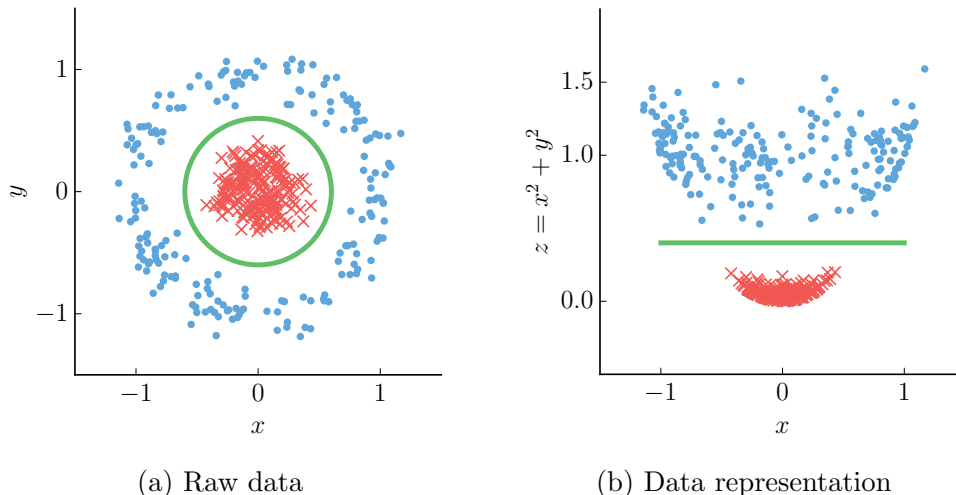 1
0
−1
y
−1 0 1
x
(a) Raw data
1.5
1.0
0.0
z = x² + y²
−1 0 1
x
(b) Data representation